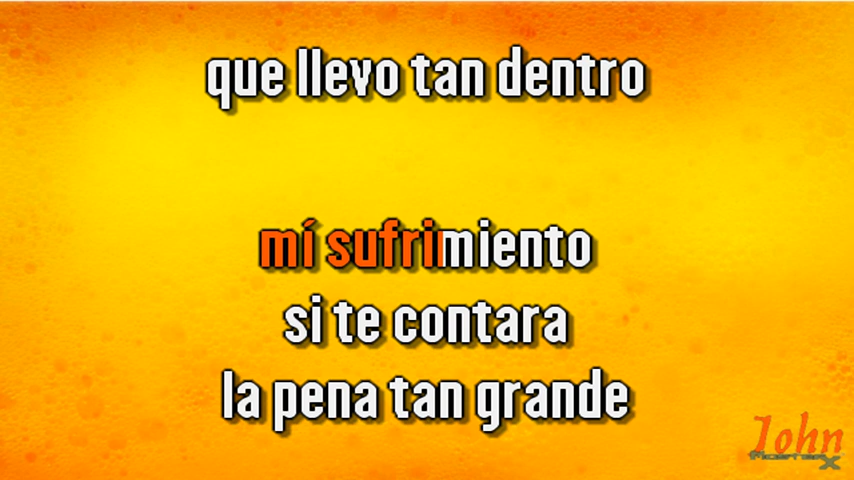 que llevo tan dentro
mí sufrimiento
si te contara
la pena tan grande
John